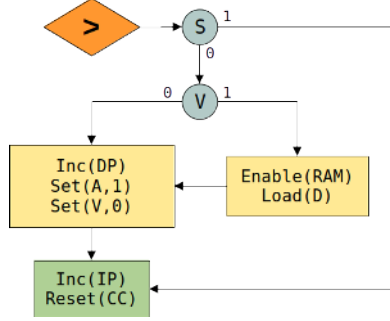 >
S
1
0
0
V
1
Inc(DP)
Set(A,1)
Set(V,0)
Enable(RAM)
Load(D)
Inc(IP)
Reset(CC)